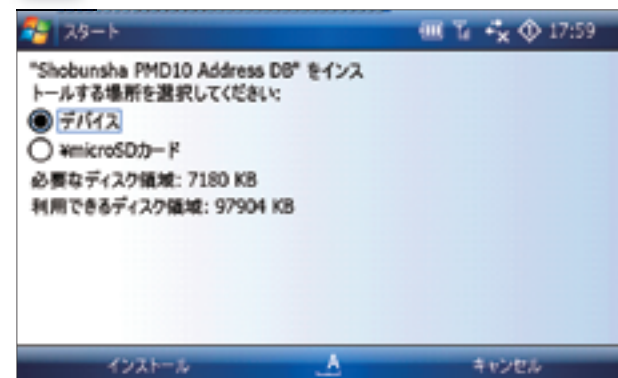 スタート 17:59
"Shobunsha PMD10 Address DB" をインス
トールする場所を選択してください:
デバイス
¥microSDカード
必要なディスク領域: 7180 KB
利用できるディスク領域: 97904 KB
インストール A キャンセル